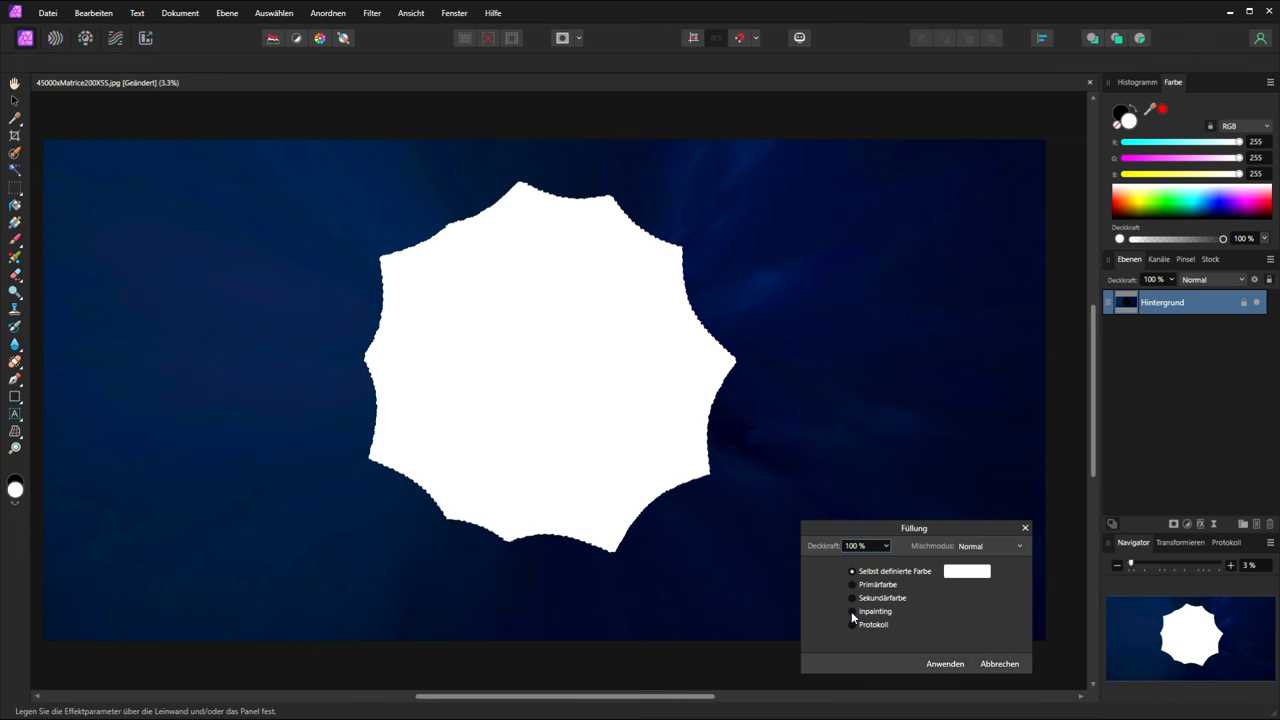 Datei Bearbeiten Text Dokument Ebene Auswählen Anordnen Filter Ansicht Fenster Hilfe
45000xMatrice200X5S.jpg [Geändert] (3.3%)
Histogramm Farbe
RGB
R: 255
G: 255
B: 255
Deckkraft
100 %
Ebenen Kanäle Pinsel Stock
Deckkraft: 100 % Normal
Hintergrund
Navigator Transformieren Protokoll
3 %
Füllung
Deckkraft: 100 % Mischmodus: Normal
Selbst definierte Farbe
Primärfarbe
Sekundärfarbe
Inpainting
Protokoll
Anwenden Abbrechen
Legen Sie die Effektparameter über die Leinwand und/oder das Panel fest.